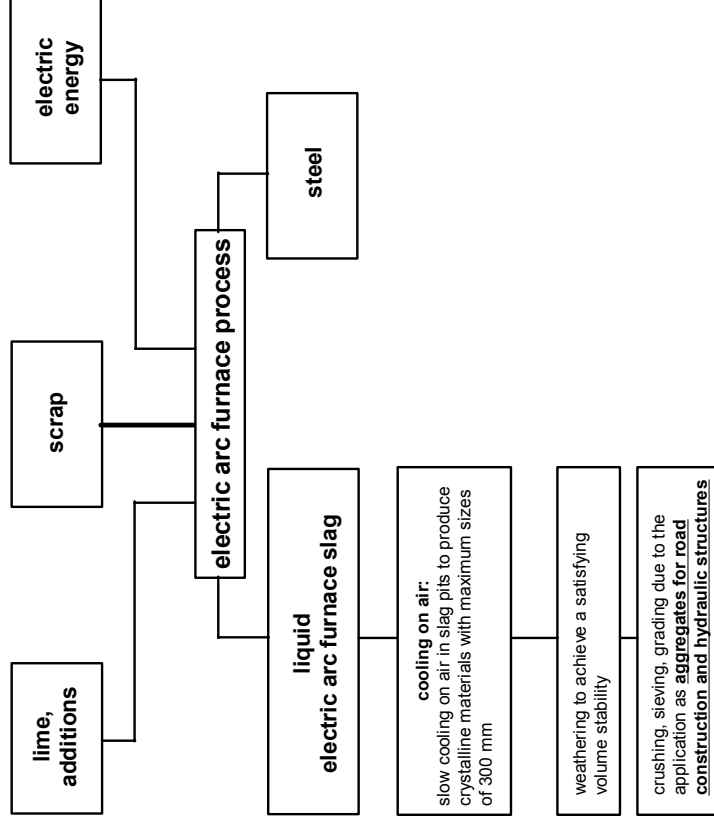 lime,
additions
scrap
electric
energy
electric arc furnace process
liquid
electric arc furnace slag
steel
cooling on air:
slow cooling on air in slag pits to produce
crystalline materials with maximum sizes
of 300 mm
weathering to achieve a satisfying
volume stability
crushing, sieving, grading due to the
application as aggregates for road
construction and hydraulic structures